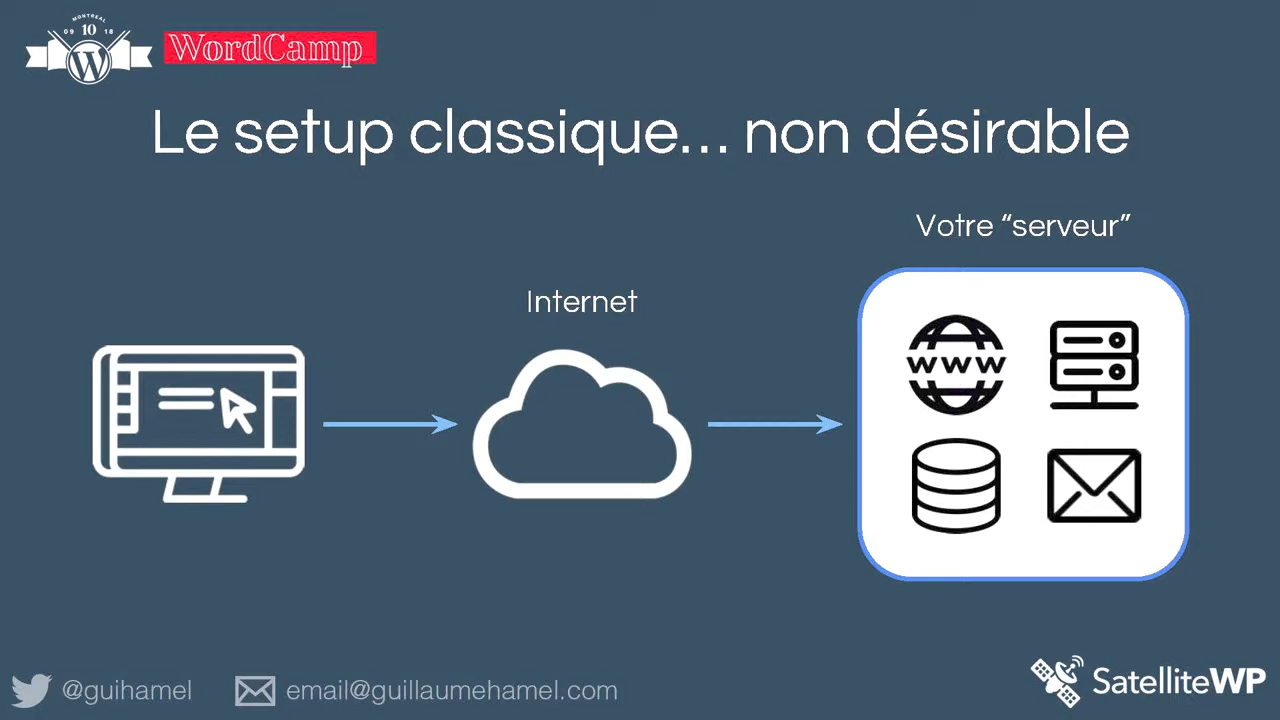 MONTREAL
09 10 18
W
WordCamp
Le setup classique... non désirable
Votre “serveur”
Internet
WWW
@guihamel
email@guillaumehamel.com
SatelliteWP